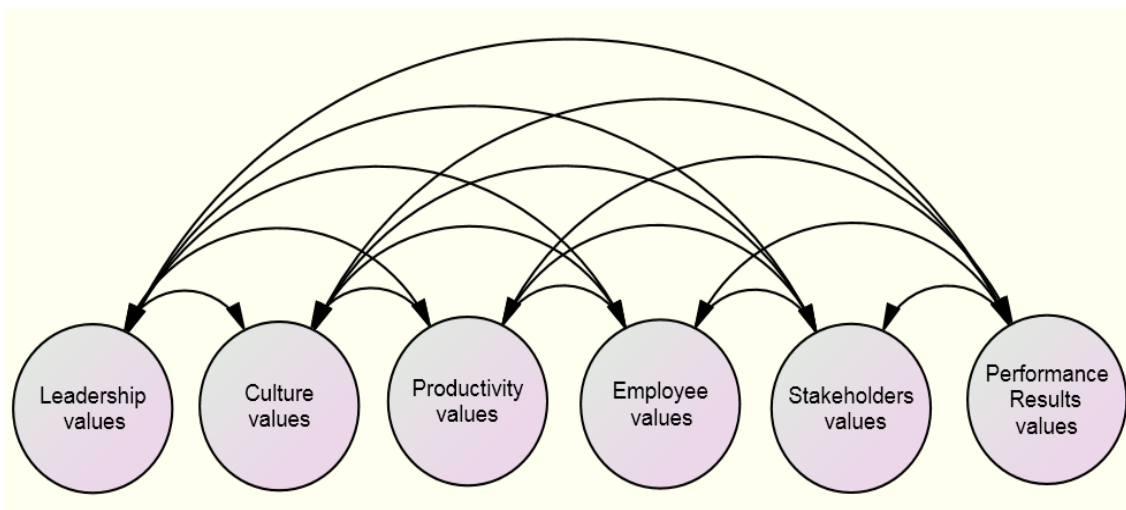 Leadership
values
Culture
values
Productivity
values
Employee
values
Stakeholders
values
Performance
Results
values